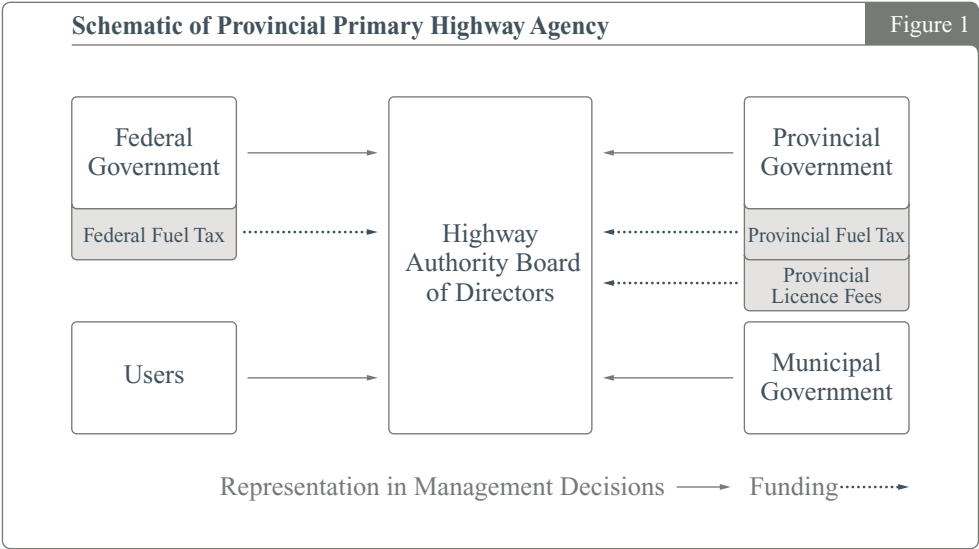 Schematic of Provincial Primary Highway Agency
Figure 1
Federal
Government
Federal Fuel Tax
Users
Highway
Authority Board
of Directors
Provincial
Government
Provincial Fuel Tax
Provincial
Licence Fees
Municipal
Government
Representation in Management Decisions
Funding